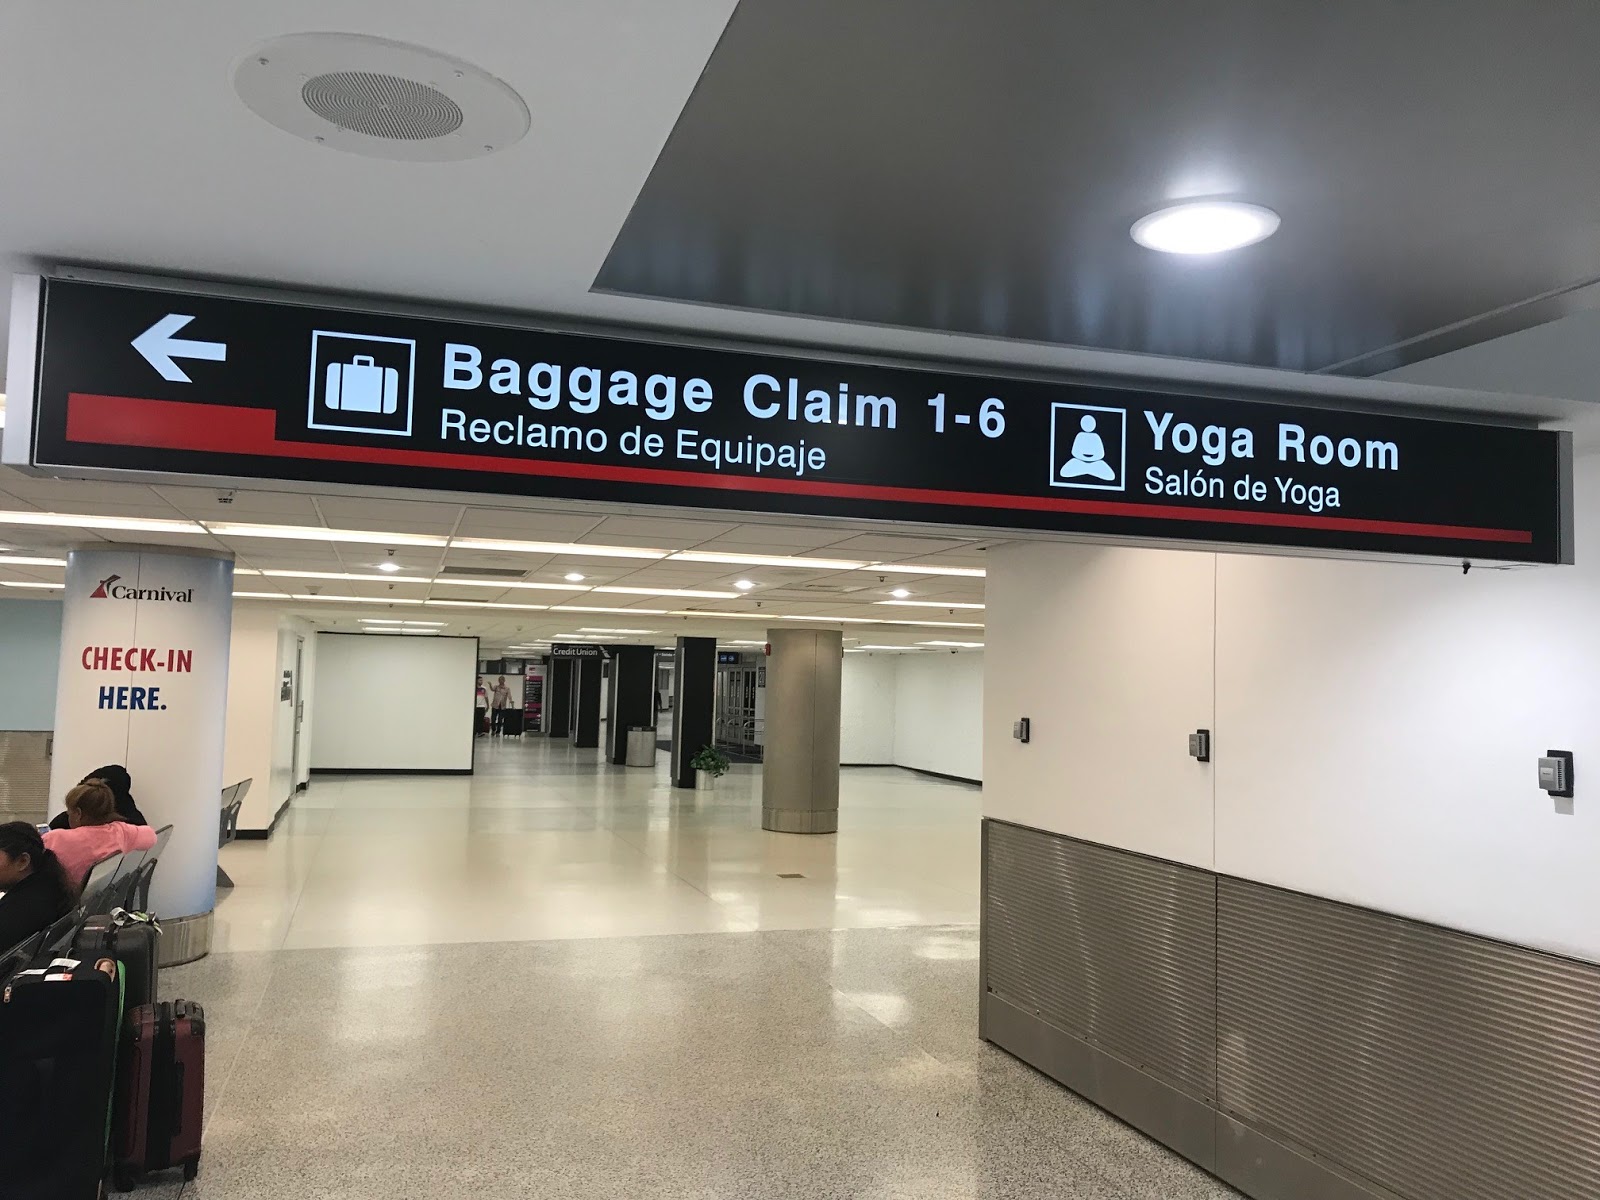 Baggage Claim 1-6
Reclamo de Equipaje
Yoga Room
Salón de Yoga
Carnival
CHECK-IN
HERE.
Credit Union